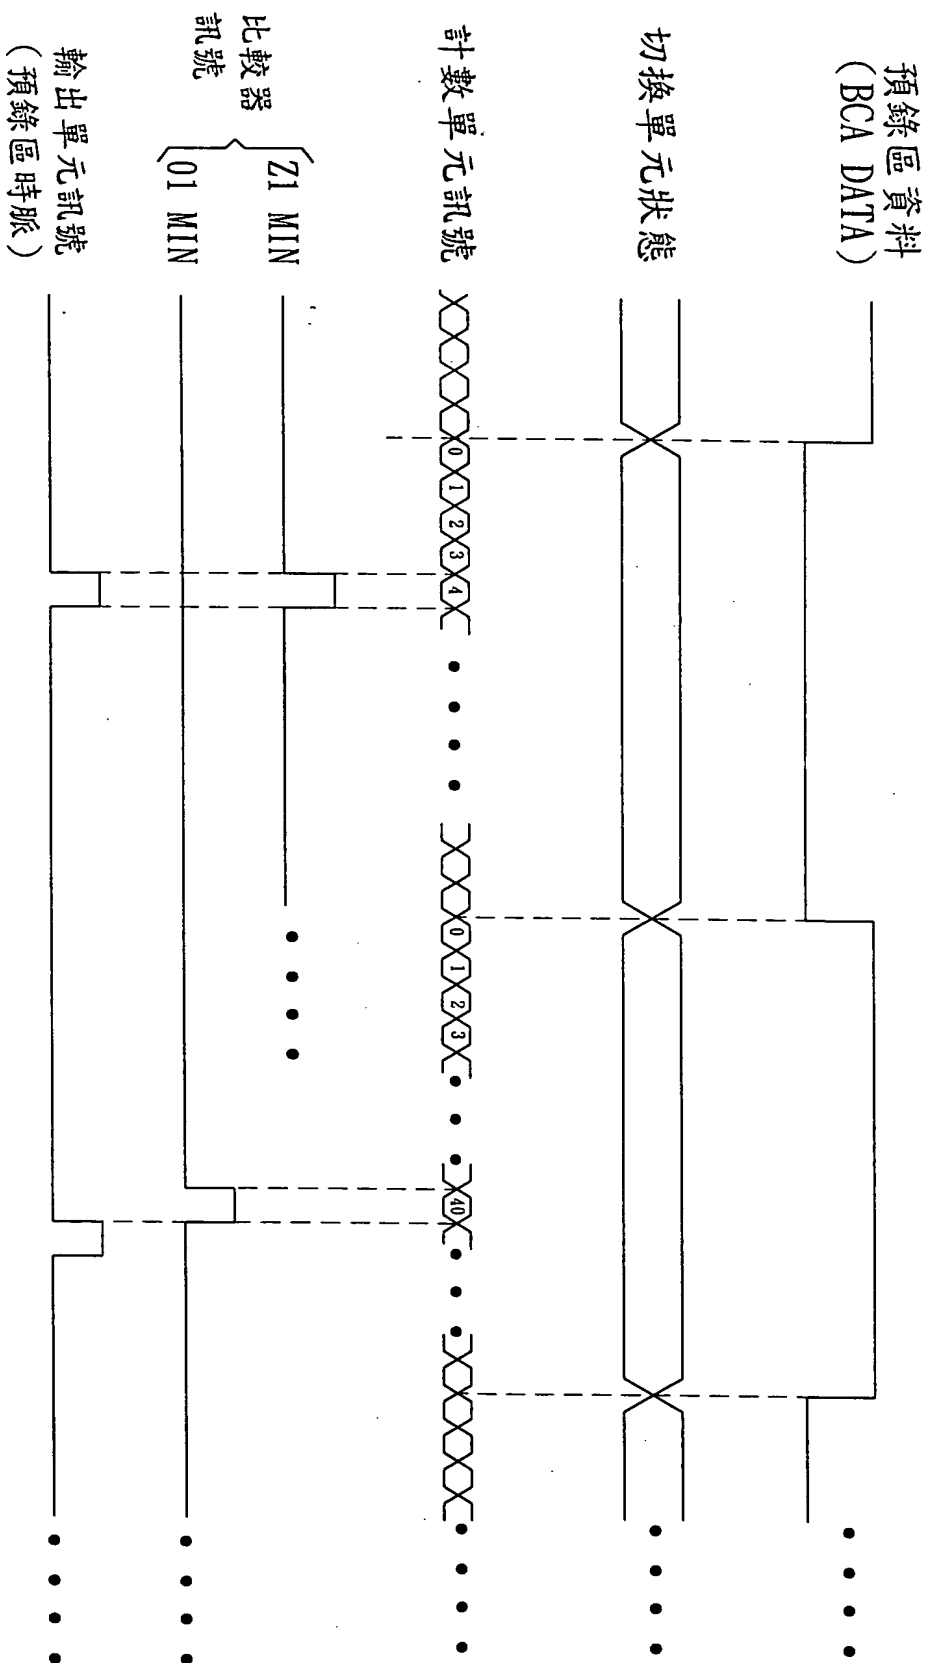 預錄區資料
(BCA DATA)
切換單元狀態
計數單元訊號
0 1 2 3 4
0 1 2 3
40
比較器
訊號
Z1 MIN
O1 MIN
輸出單元訊號
(預錄區時脈)